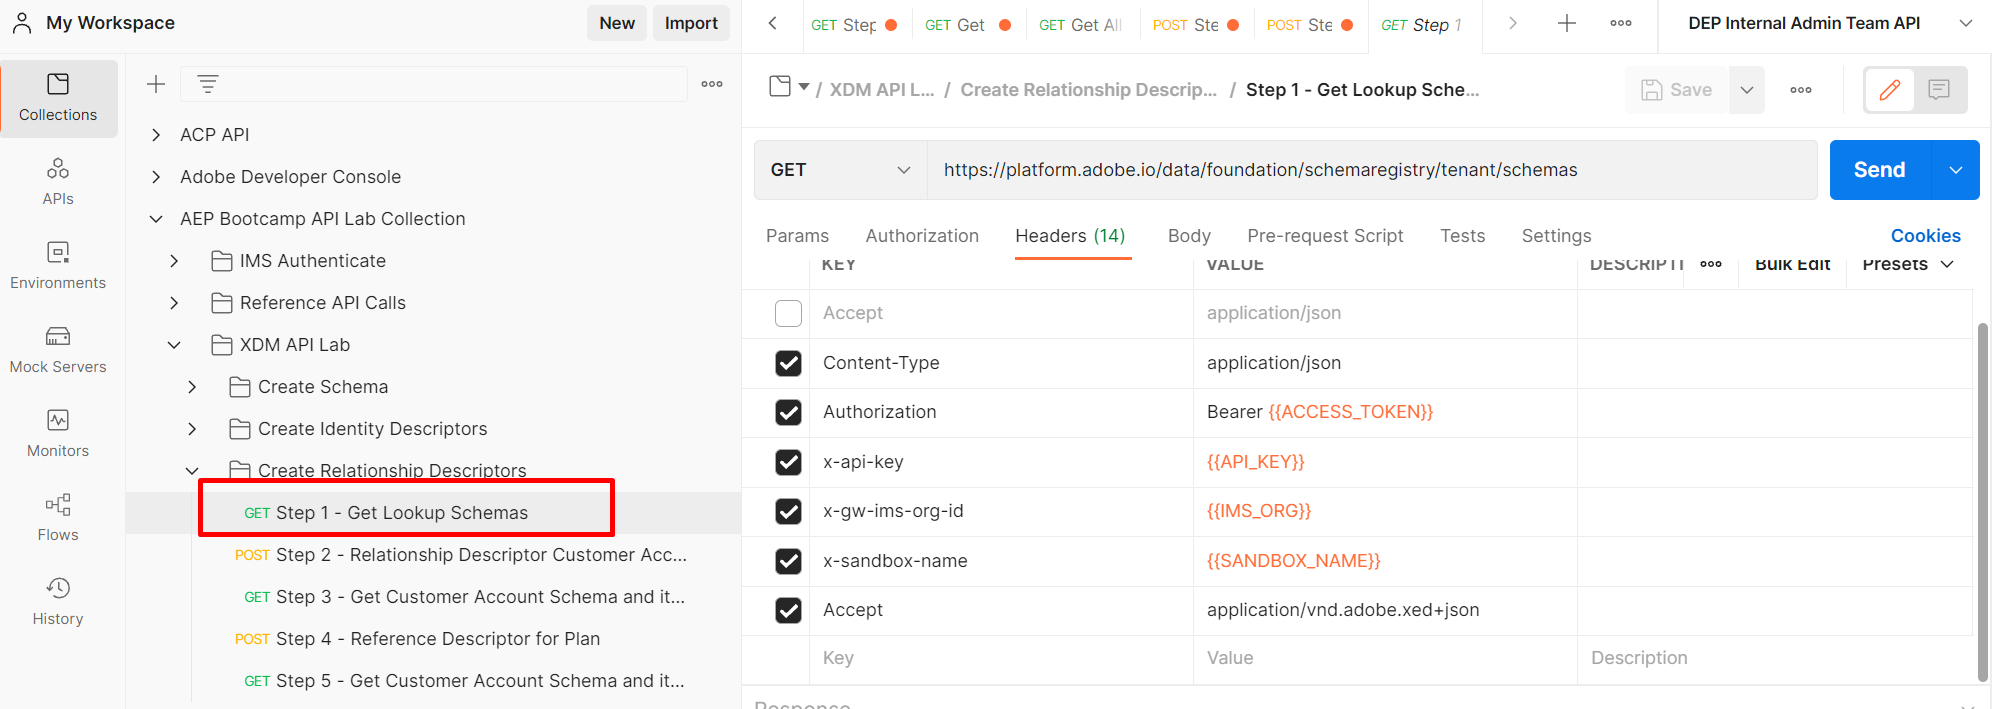 My Workspace
New
Import
GET Step
GET Get
GET Get All
POST Ste
POST Ste
GET Step 1
DEP Internal Admin Team API
Collections
APIs
Environments
Mock Servers
Monitors
Flows
History
ACP API
Adobe Developer Console
AEP Bootcamp API Lab Collection
IMS Authenticate
Reference API Calls
XDM API Lab
Create Schema
Create Identity Descriptors
Create Relationship Descriptors
GET Step 1 - Get Lookup Schemas
POST Step 2 - Relationship Descriptor Customer Acc...
GET Step 3 - Get Customer Account Schema and it...
POST Step 4 - Reference Descriptor for Plan
GET Step 5 - Get Customer Account Schema and it...
/ XDM API L... / Create Relationship Descrip... / Step 1 - Get Lookup Sche...
Save
GET
https://platform.adobe.io/data/foundation/schemaregistry/tenant/schemas
Send
Params Authorization Headers (14) Body Pre-request Script Tests Settings Cookies
KEY VALUE DESCRIPTI Bulk Edit Presets
Accept application/json
Content-Type application/json
Authorization Bearer {{ACCESS_TOKEN}}
x-api-key {{API_KEY}}
x-gw-ims-org-id {{IMS_ORG}}
x-sandbox-name {{SANDBOX_NAME}}
Accept application/vnd.adobe.xed+json
Key Value Description
Response